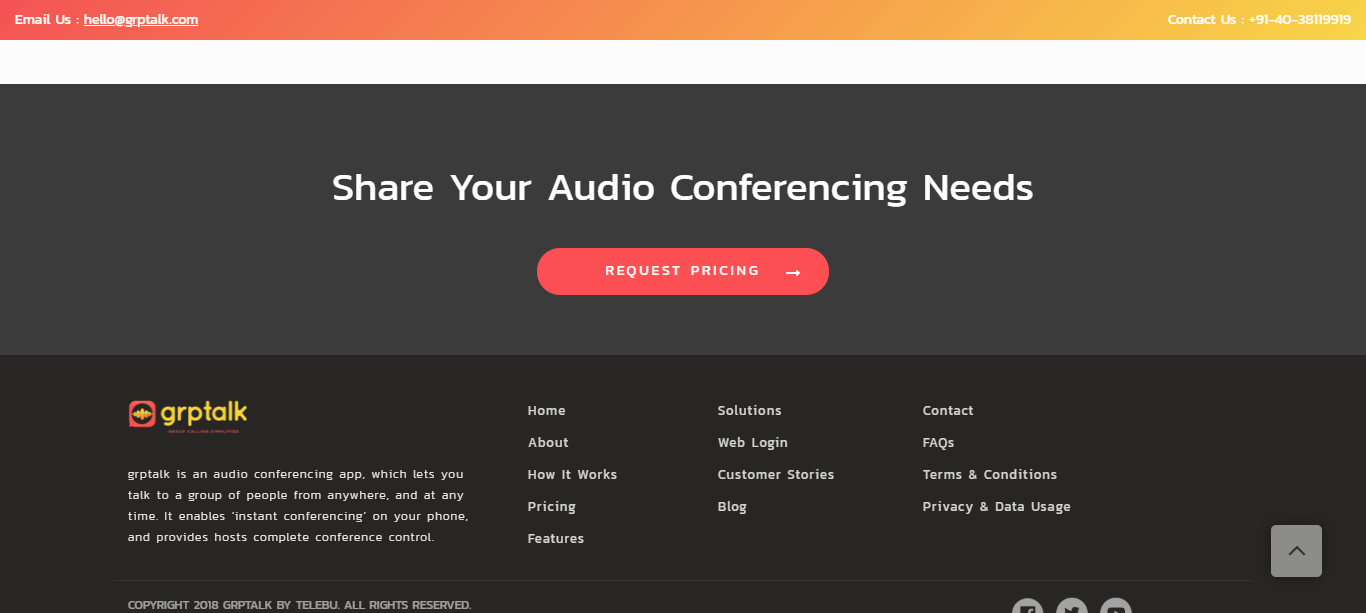 Email Us : hello@grptalk.com
Contact Us : +91-40-38119919
Share Your Audio Conferencing Needs
REQUEST PRICING
grptalk
GROUP CALLING SIMPLIFIED
grptalk is an audio conferencing app, which lets you
talk to a group of people from anywhere, and at any
time. It enables ‘instant conferencing’ on your phone,
and provides hosts complete conference control.
Home
About
How It Works
Pricing
Features
Solutions
Web Login
Customer Stories
Blog
Contact
FAQs
Terms & Conditions
Privacy & Data Usage
COPYRIGHT 2018 GRPTALK BY TELEBU. ALL RIGHTS RESERVED.